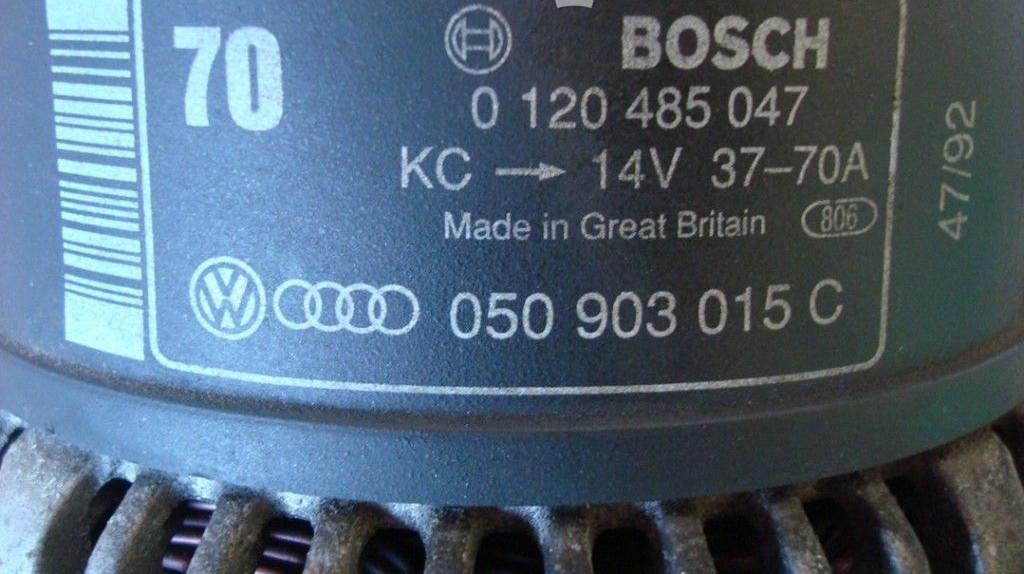 70
BOSCH
0 120 485 047
KC → 14V 37–70A
Made in Great Britain 806
VW 050 903 015 C
47/92